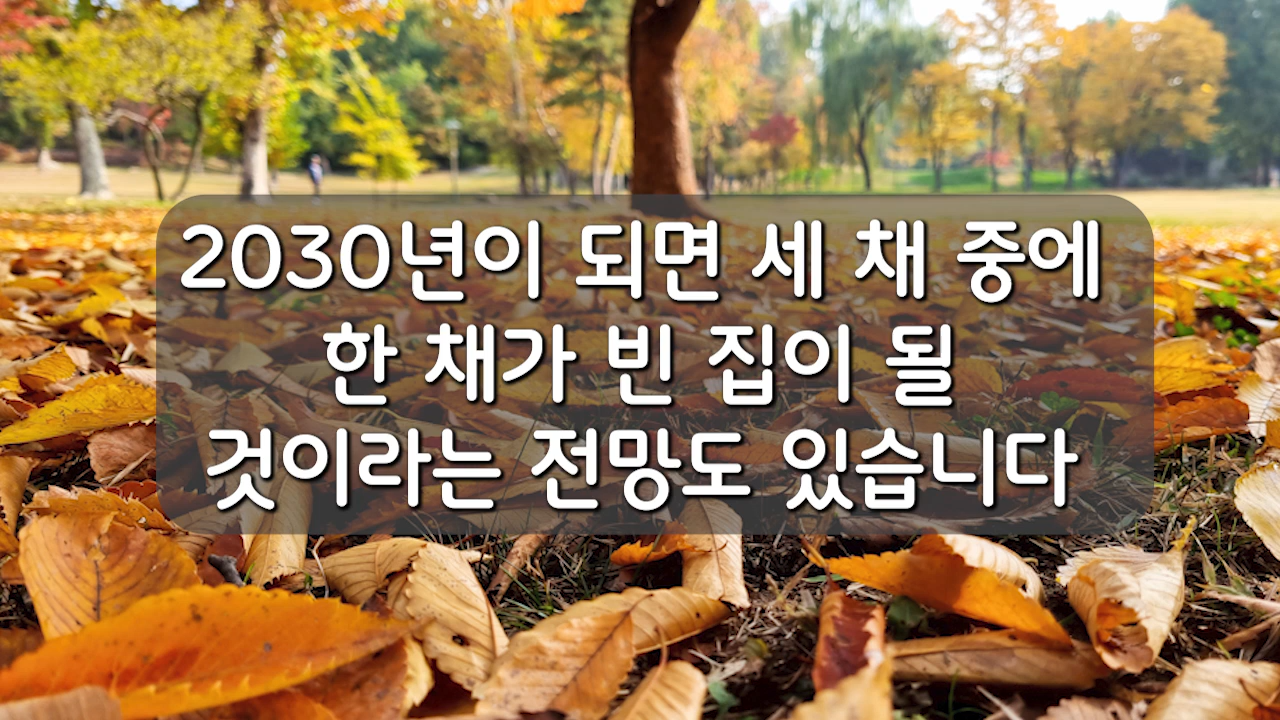 2030년이 되면 세 채 중에
한 채가 빈 집이 될
것이라는 전망도 있습니다